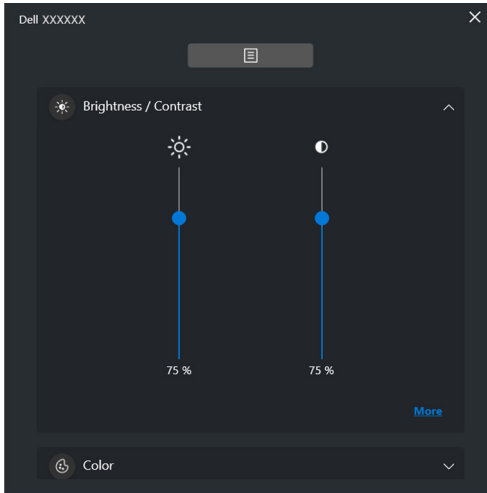 Dell XXXXXX
Brightness / Contrast
75 % 75 %
More
Color